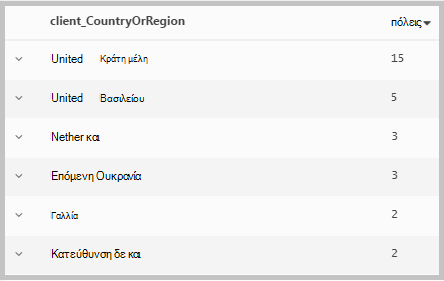 client_CountryOrRegion πόλεις
United Κράτη μέλη 15
United Βασιλείου 5
Nether και 3
Επόμενη Ουκρανία 3
Γαλλία 2
Κατεύθυνση δε και 2